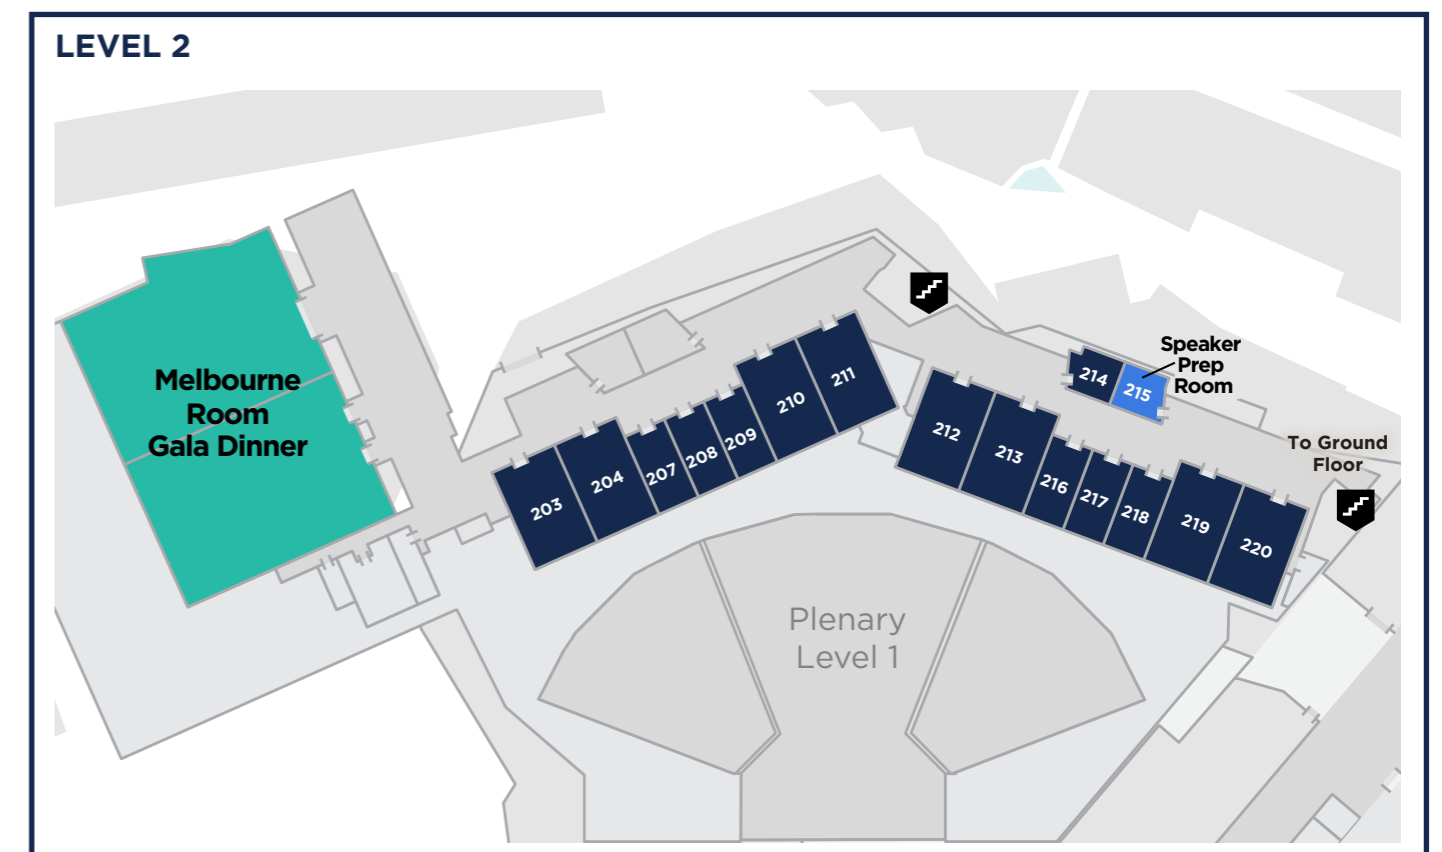 LEVEL 2
Melbourne
Room
Gala Dinner
203
204
207
208
209
210
211
212
213
214
215
Speaker
Prep
Room
216
217
218
219
220
To Ground
Floor
Plenary
Level 1